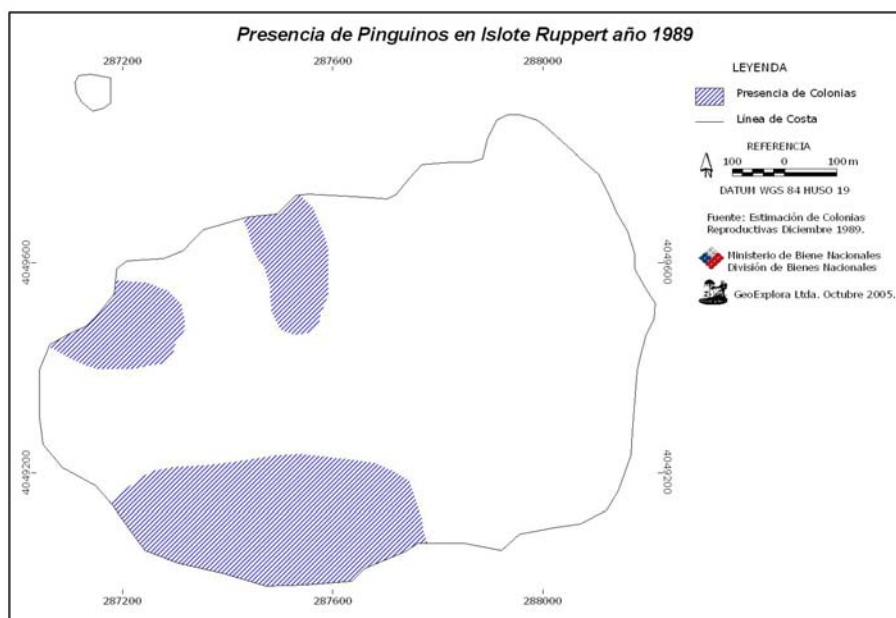 Presencia de Pinguinos en Islote Ruppert año 1989
287200 287600 288000
LEYENDA
Presencia de Colonias
Línea de Costa
REFERENCIA
N
100 0 100 m
DATUM WGS 84 HUSO 19
Fuente: Estimación de Colonias
Reproductivas Diciembre 1989.
Ministerio de Biene Nacionales
División de Bienes Nacionales
GeoExplora Ltda. Octubre 2005.
4049600 4049600
4049200 4049200
287200 287600 288000